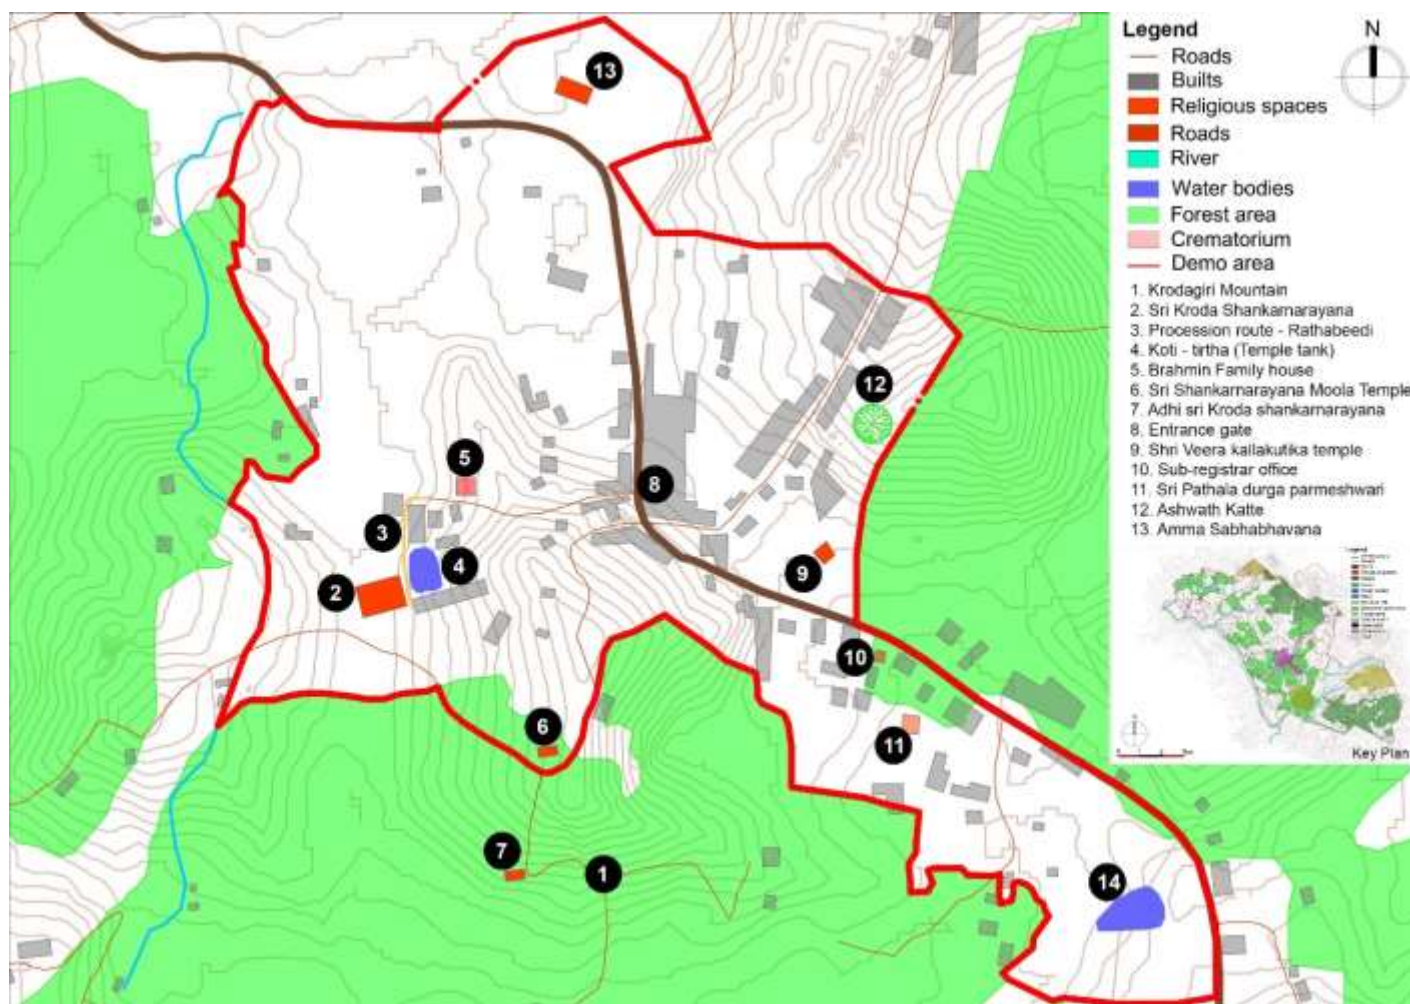 Legend
Roads
Builts
Religious spaces
Roads
River
Water bodies
Forest area
Crematorium
Demo area
N
1. Krodagiri Mountain
2. Sri Kroda Shankarnarayana
3. Procession route - Rathabeedi
4. Koti - tirtha (Temple tank)
5. Brahmin Family house
6. Sri Shankarnarayana Moola Temple
7. Adhi sri Kroda shankarnarayana
8. Entrance gate
9. Shri Veera kallakutika temple
10. Sub-registrar office
11. Sri Pathala durga parmeshwari
12. Ashwath Katte
13. Amma Sabhabhavana
Key Plan
13
12
5
8
3
4
9
2
10
6
11
7
1
14